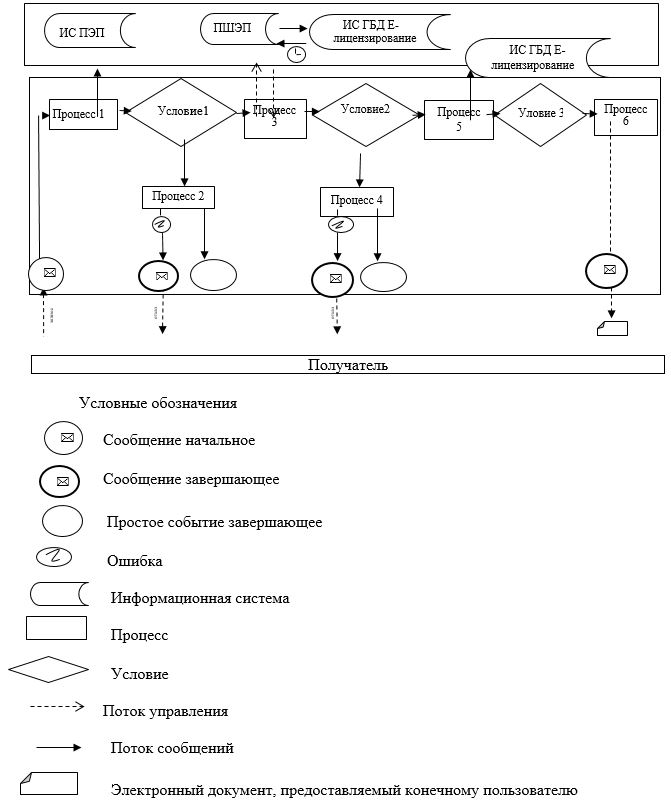 ИС ПЭП
ПШЭП
ИС ГБД Е-
лицензирование
ИС ГБД Е-
лицензирование
Процесс 1
Условие1
Процесс
3
Условие2
Процесс
5
Уловие 3
Процесс
6
Процесс 2
Процесс 4
Получатель
Условные обозначения
Сообщение начальное
Сообщение завершающее
Простое событие завершающее
Ошибка
Информационная система
Процесс
Условие
Поток управления
Поток сообщений
Электронный документ, предоставляемый конечному пользователю